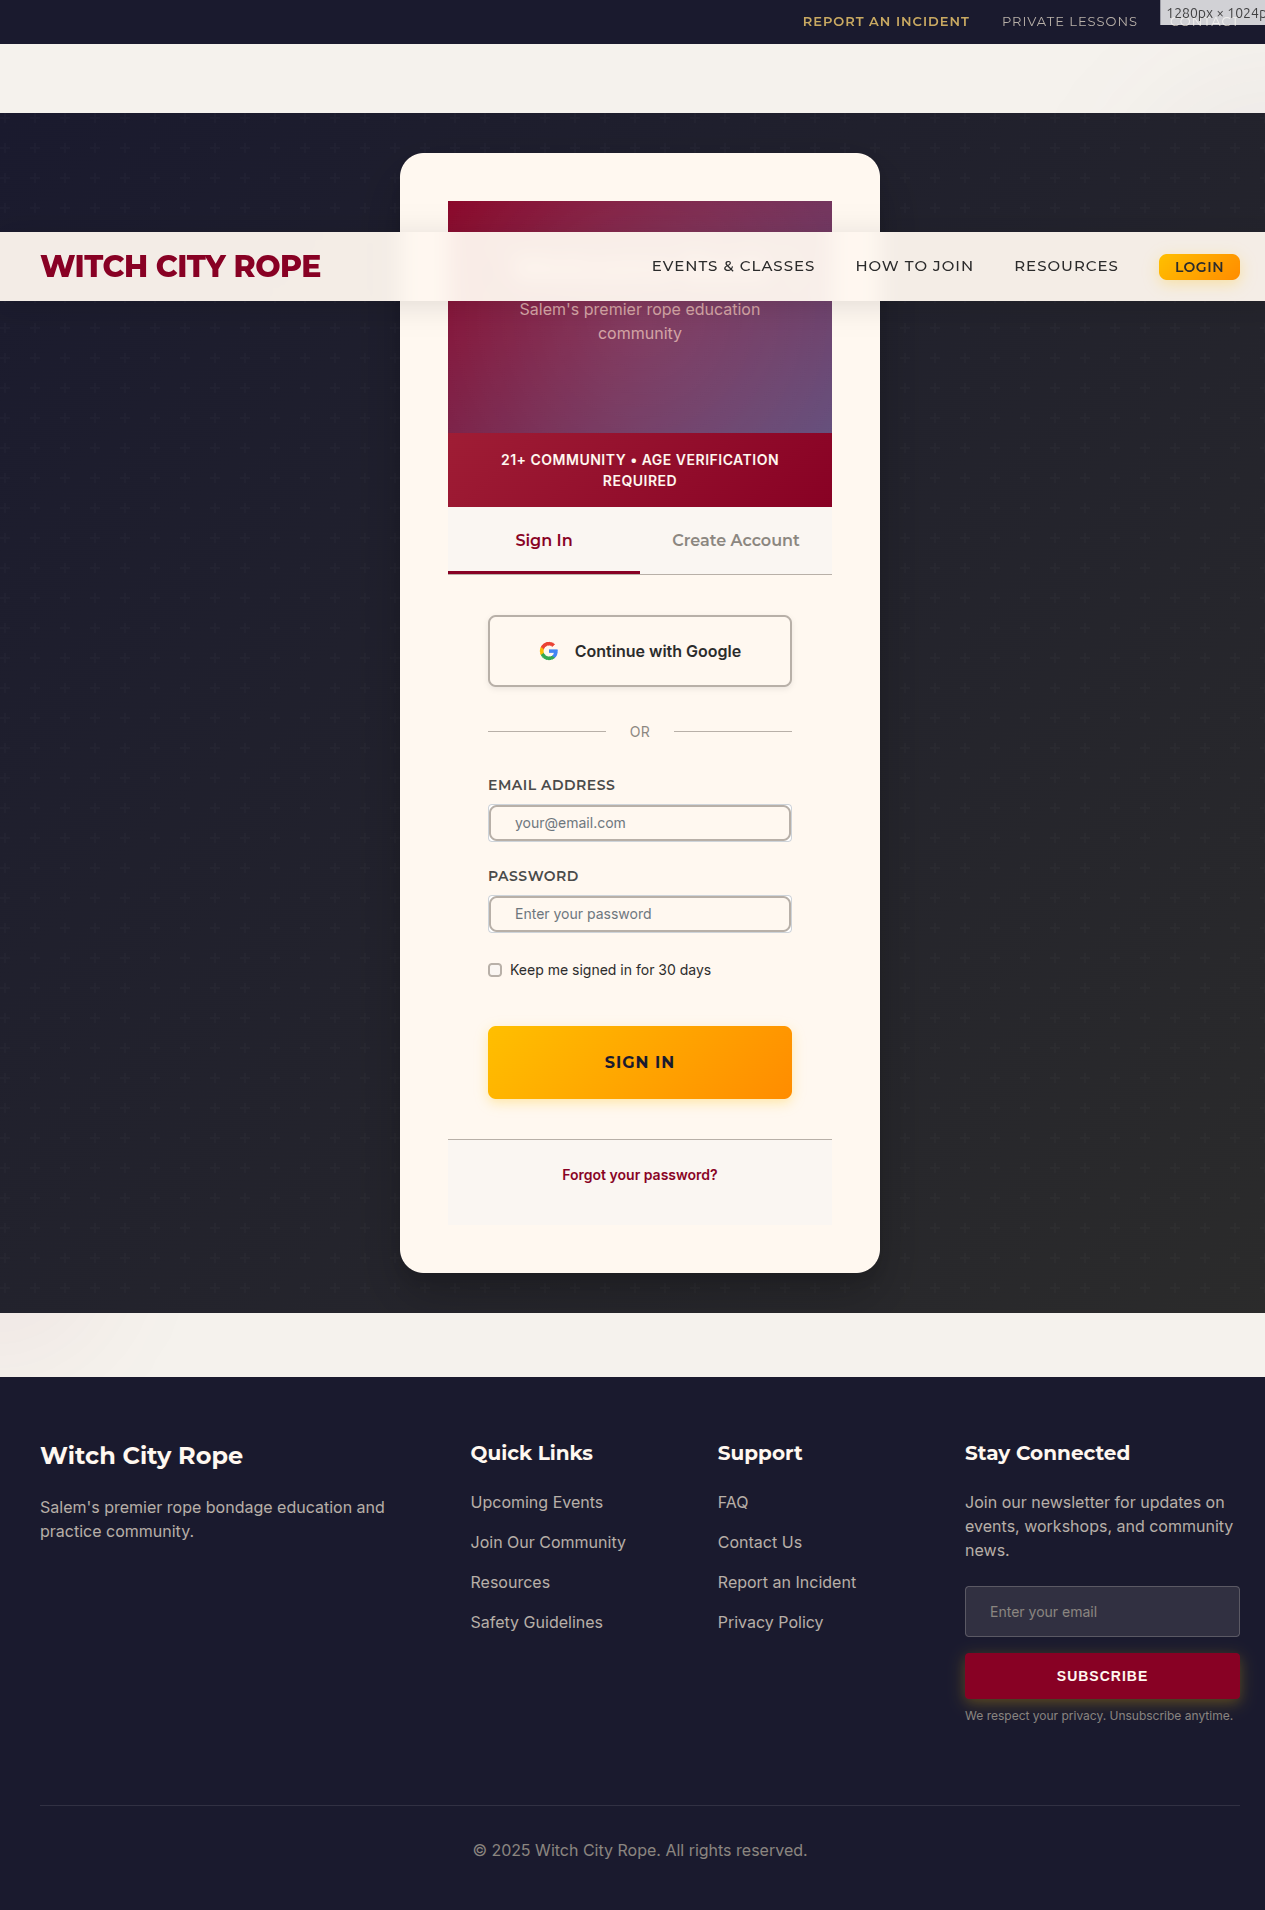 REPORT AN INCIDENT
PRIVATE LESSONS
1280px × 1024p
WITCH CITY ROPE
EVENTS & CLASSES
HOW TO JOIN
RESOURCES
LOGIN
Salem's premier rope education
community
21+ COMMUNITY • AGE VERIFICATION
REQUIRED
Sign In
Create Account
Continue with Google
OR
EMAIL ADDRESS
your@email.com
PASSWORD
Enter your password
Keep me signed in for 30 days
SIGN IN
Forgot your password?
Witch City Rope
Salem's premier rope bondage education and
practice community.
Quick Links
Upcoming Events
Join Our Community
Resources
Safety Guidelines
Support
FAQ
Contact Us
Report an Incident
Privacy Policy
Stay Connected
Join our newsletter for updates on
events, workshops, and community
news.
Enter your email
SUBSCRIBE
We respect your privacy. Unsubscribe anytime.
© 2025 Witch City Rope. All rights reserved.